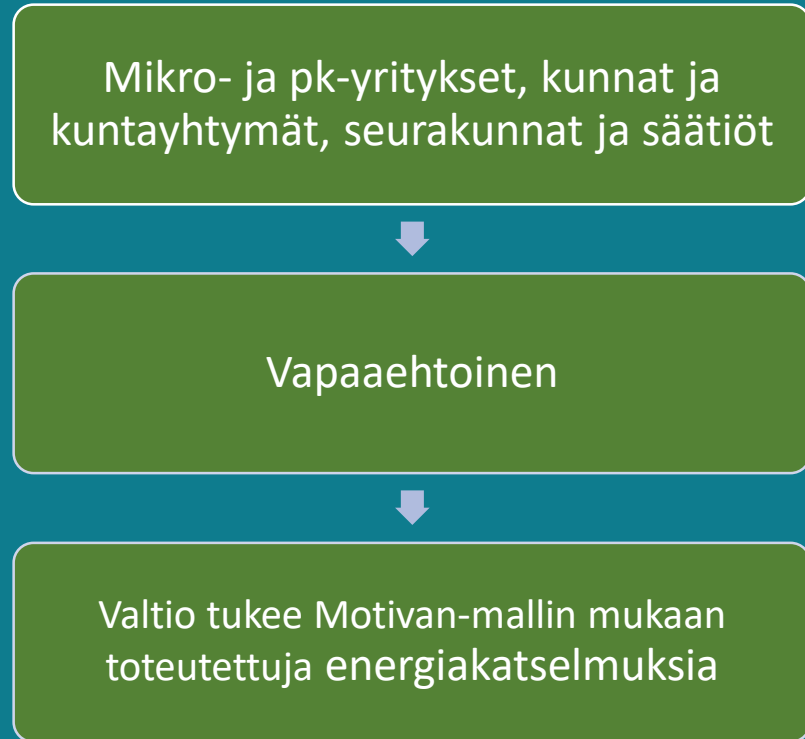 Mikro- ja pk-yritykset, kunnat ja
kuntayhtymät, seurakunnat ja säätiöt
Vapaaehtoinen
Valtio tukee Motivan-mallin mukaan
toteutettuja energiakatselmuksia